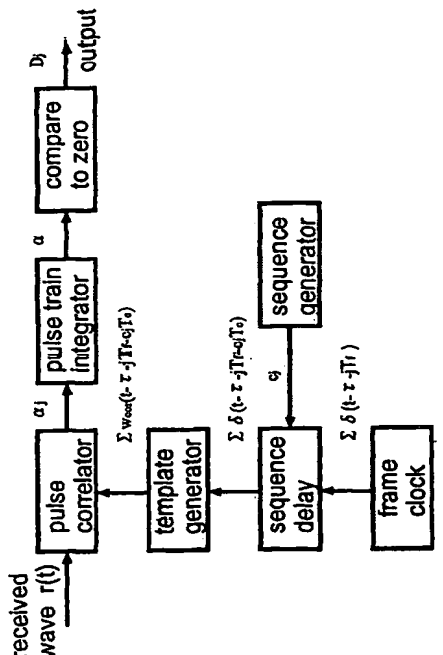 received
wave r(t)
pulse
correlator
αj
pulse train
integrator
α
compare
to zero
Dj
output
Σ wcor(t- τ -jTf-cjTc)
template
generator
Σ δ (t- τ -jTf-cjTc)
sequence
delay
cj
sequence
generator
Σ δ (t- τ -jTf)
frame
clock